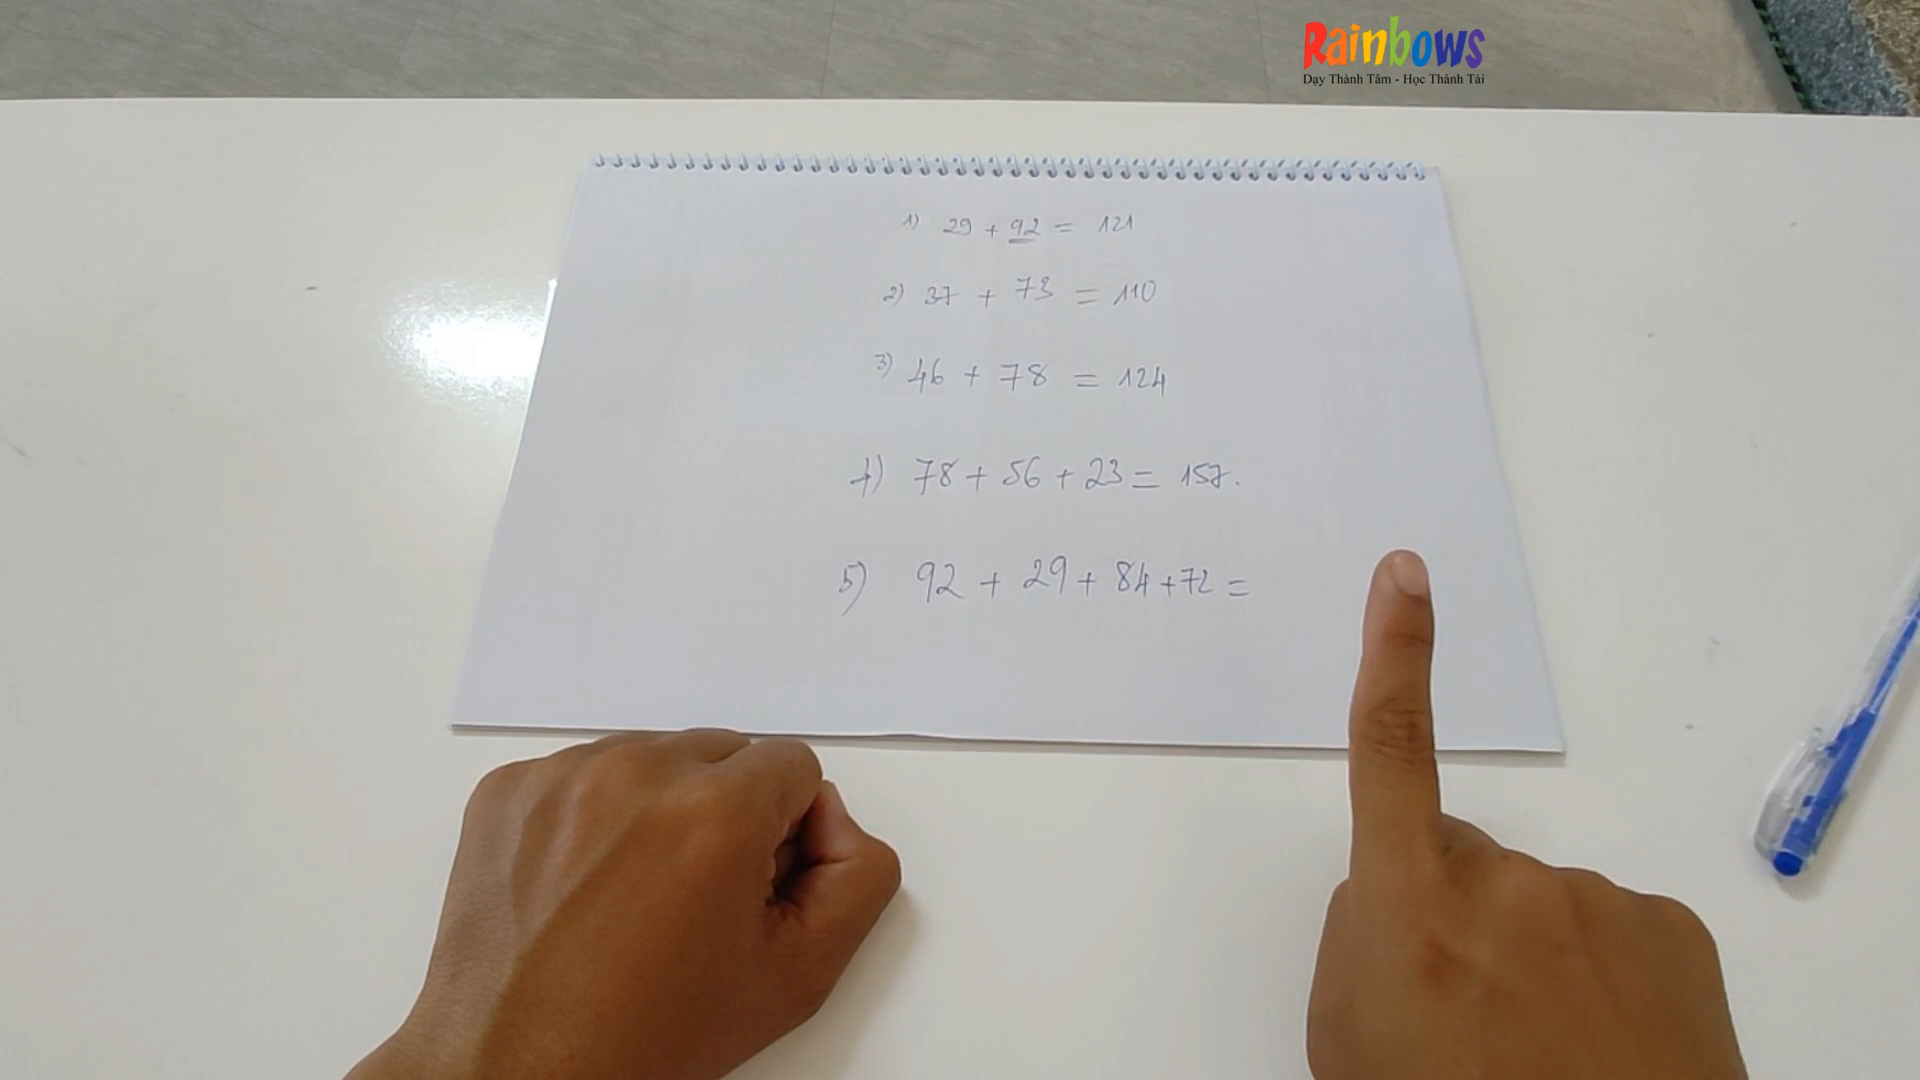 Rainbows
Dạy Thành Tâm - Học Thành Tài
1) 29 + 92 = 121
2) 37 + 73 = 110
3) 46 + 78 = 124
4) 78 + 56 + 23 = 157.
5) 92 + 29 + 84 + 72 =